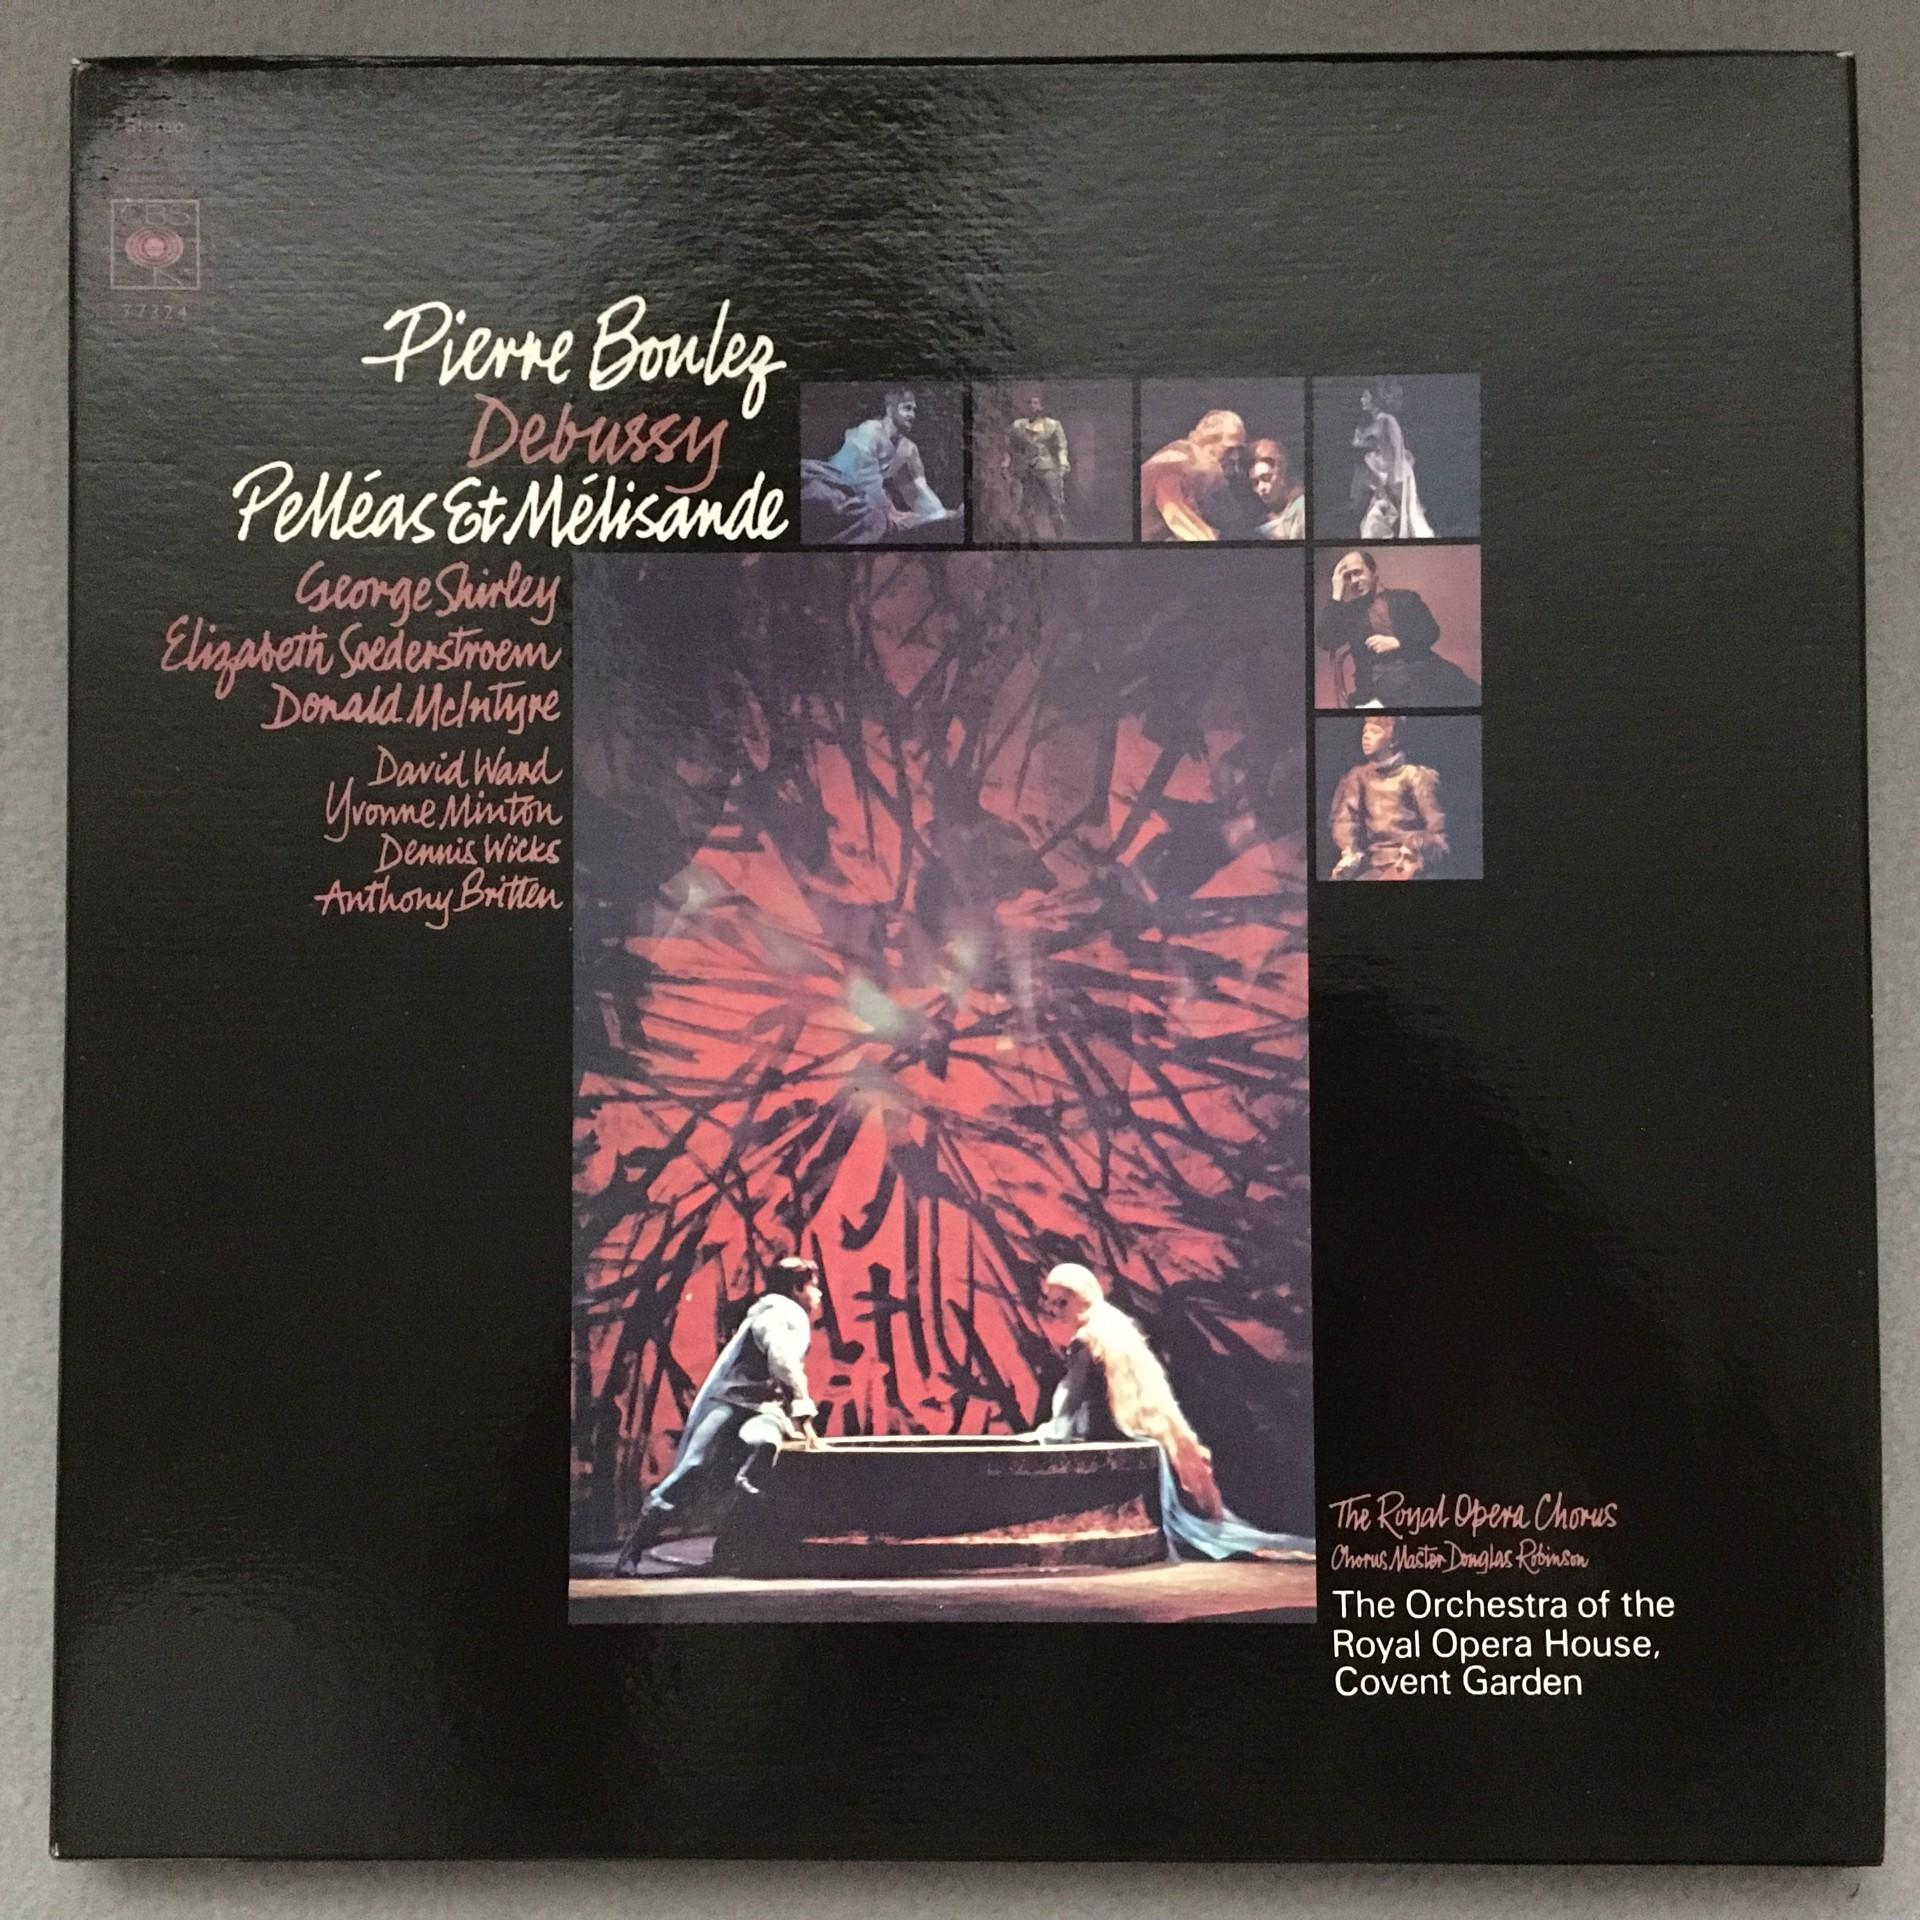 Stereo
CBS
77324
Pierre Boulez
Debussy
Pelléas Et Mélisande
George Shirley
Elizabeth Soederstroem
Donald McIntyre
David Ward
Yvonne Minton
Dennis Wicks
Anthony Britten
The Royal Opera Chorus
Chorus Master Douglas Robinson
The Orchestra of the
Royal Opera House,
Covent Garden